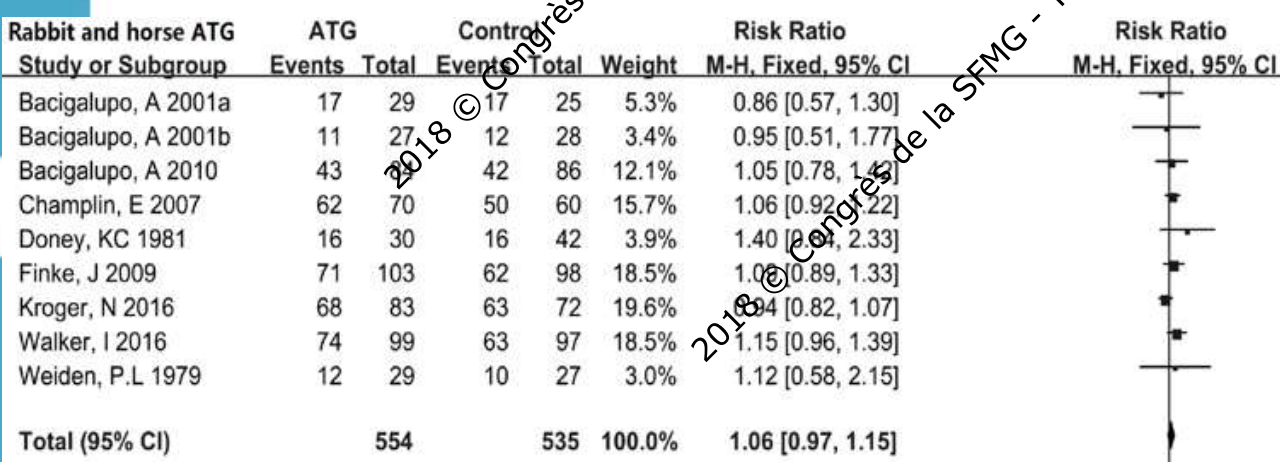 Rabbit and horse ATG ATG Control Risk Ratio Risk Ratio
Study or Subgroup Events Total Events Total Weight M-H, Fixed, 95% CI M-H, Fixed, 95% CI
Bacigalupo, A 2001a 17 29 17 25 5.3% 0.86 [0.57, 1.30]
Bacigalupo, A 2001b 11 27 12 28 3.4% 0.95 [0.51, 1.77]
Bacigalupo, A 2010 43 42 86 12.1% 1.05 [0.78,
Champlin, E 2007 62 70 50 60 15.7% 1.06 [0.92, 1.22]
Doney, KC 1981 16 30 16 42 3.9% 1.40 2.33]
Finke, J 2009 71 103 62 98 18.5% [0.89, 1.33]
Kroger, N 2016 68 83 63 72 19.6% 0.94 [0.82, 1.07]
Walker, I 2016 74 99 63 97 18.5% 1.15 [0.96, 1.39]
Weiden, P.L 1979 12 29 10 27 3.0% 1.12 [0.58, 2.15]
Total (95% CI) 554 535 100.0% 1.06 [0.97, 1.15]
2018 © Congrès
2018 © Congrès de la SFMG -